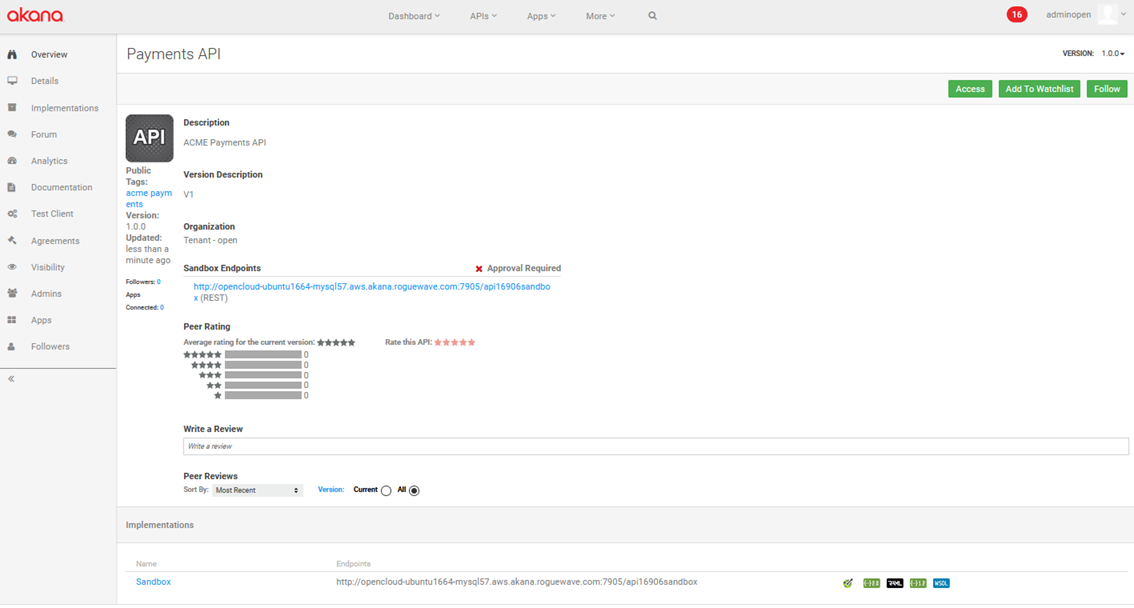 akana
Dashboard APIs Apps More 16 adminopen
Overview
Details
Implementations
Forum
Analytics
Documentation
Test Client
Agreements
Visibility
Admins
Apps
Followers
«
Payments API
VERSION: 1.0.0
Access Add To Watchlist Follow
API
Public
Tags:
acme paym
ents
Version:
1.0.0
Updated:
less than a
minute ago
Followers: 0
Apps
Connected: 0
Description
ACME Payments API
Version Description
V1
Organization
Tenant - open
Sandbox Endpoints Approval Required
http://opencloud-ubuntu1664-mysql57.aws.akana.roguewave.com:7905/api16906sandbo
x (REST)
Peer Rating
Average rating for the current version: ★★★★★ Rate this API: ★★★★★
★★★★★ 0
★★★★ 0
★★★ 0
★★ 0
★ 0
Write a Review
Write a review
Peer Reviews
Sort By: Most Recent Version: Current All
Implementations
Name Endpoints
Sandbox http://opencloud-ubuntu1664-mysql57.aws.akana.roguewave.com:7905/api16906sandbox WSDL